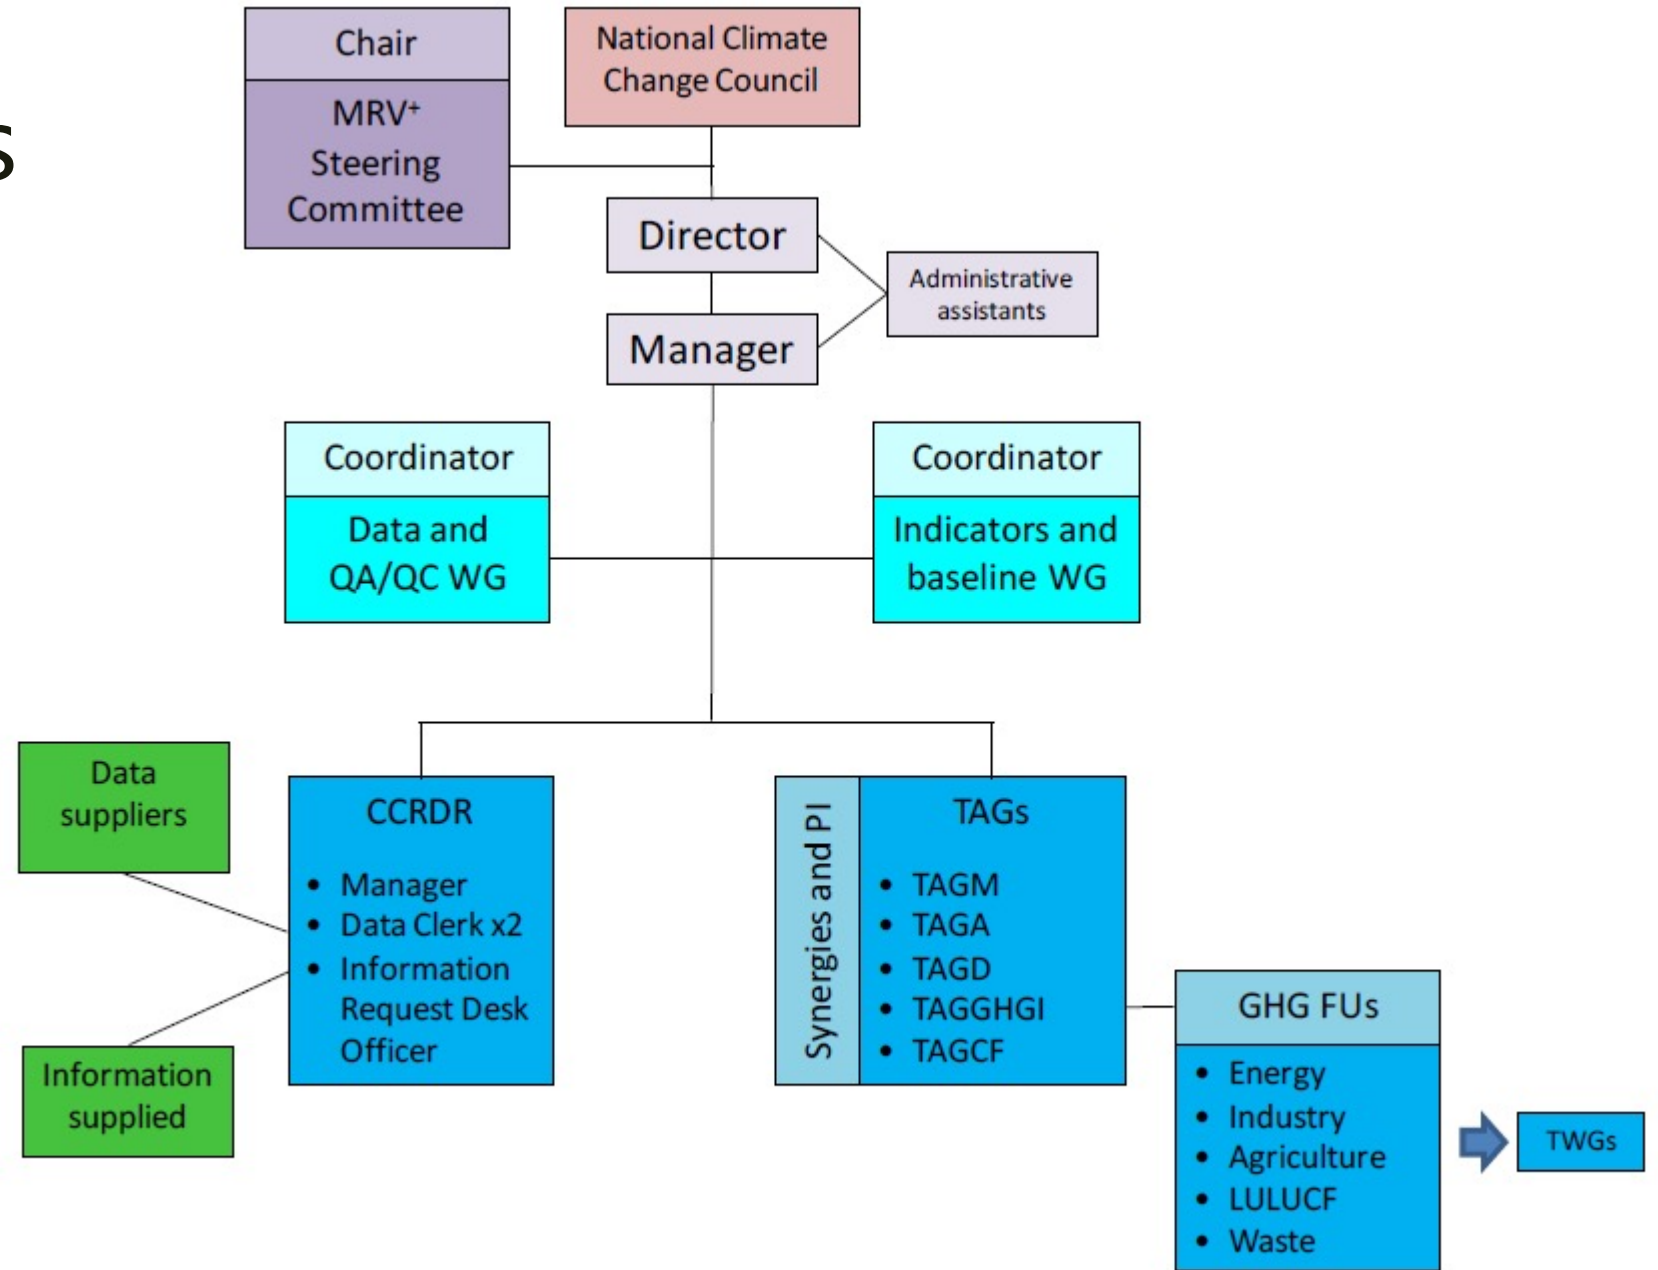 s
Chair
MRV⁺
Steering
Committee
National Climate
Change Council
Director
Manager
Administrative
assistants
Coordinator
Data and
QA/QC WG
Coordinator
Indicators and
baseline WG
Data
suppliers
Information
supplied
CCRDR
• Manager
• Data Clerk x2
• Information
Request Desk
Officer
Synergies and PI
TAGs
• TAGM
• TAGA
• TAGD
• TAGGHGI
• TAGCF
GHG FUs
• Energy
• Industry
• Agriculture
• LULUCF
• Waste
TWGs